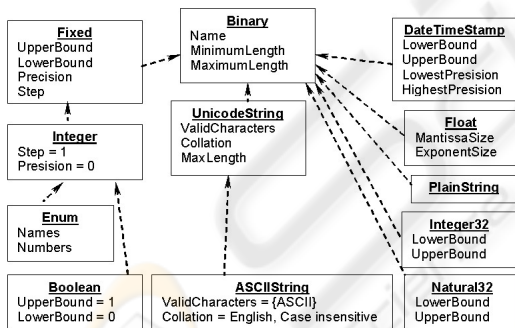 Fixed
UpperBound
LowerBound
Precision
Step
Binary
Name
MinimumLength
MaximumLength
DateTimeStamp
LowerBound
UpperBound
LowestPresision
HighestPresision
Integer
Step = 1
Presision = 0
UnicodeString
ValidCharacters
Collation
MaxLength
Float
MantissaSize
ExponentSize
PlainString
Enum
Names
Numbers
Integer32
LowerBound
UpperBound
Boolean
UpperBound = 1
LowerBound = 0
ASCIIString
ValidCharacters = {ASCII}
Collation = English, Case insensitive
Natural32
LowerBound
UpperBound